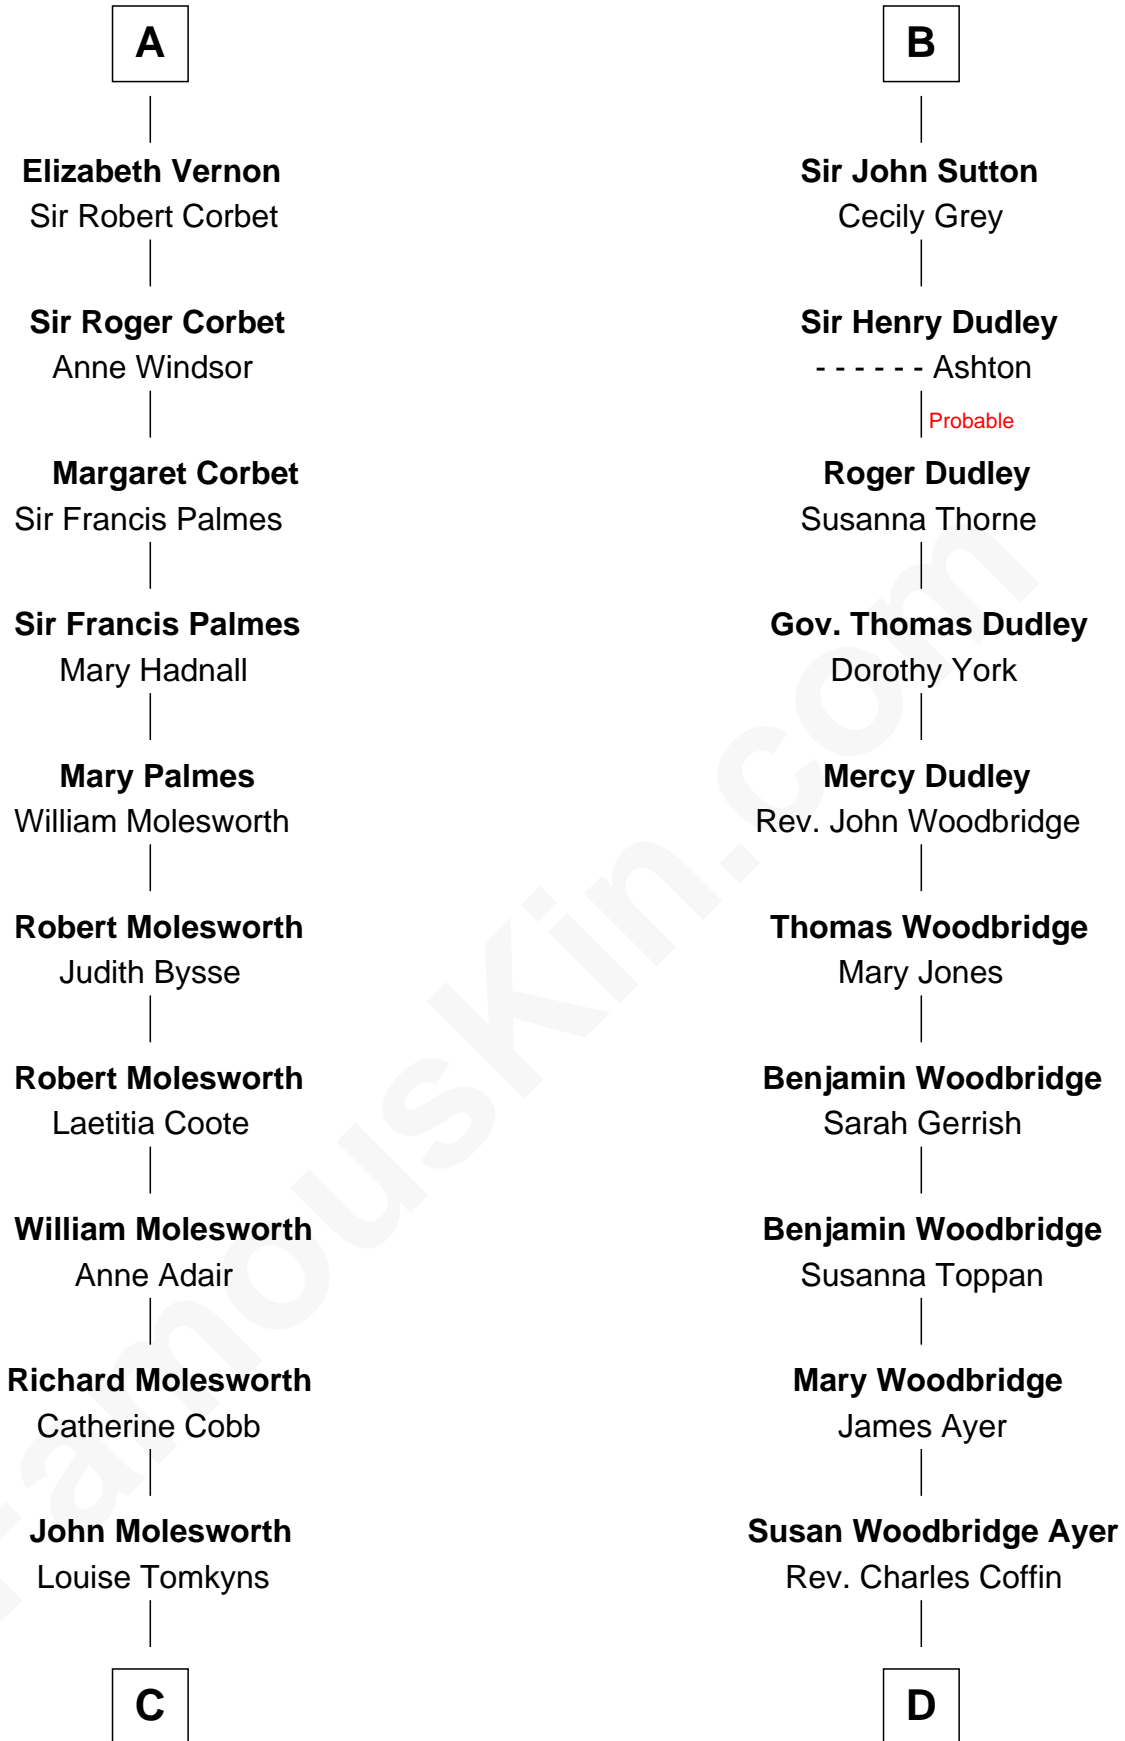 A
Elizabeth Vernon
Sir Robert Corbet
Sir Roger Corbet
Anne Windsor
Margaret Corbet
Sir Francis Palmes
Sir Francis Palmes
Mary Hadnall
Mary Palmes
William Molesworth
Robert Molesworth
Judith Bysse
Robert Molesworth
Laetitia Coote
William Molesworth
Anne Adair
Richard Molesworth
Catherine Cobb
John Molesworth
Louise Tomkyns
C
B
Sir John Sutton
Cecily Grey
Sir Henry Dudley
- - - - - - Ashton
Probable
Roger Dudley
Susanna Thorne
Gov. Thomas Dudley
Dorothy York
Mercy Dudley
Rev. John Woodbridge
Thomas Woodbridge
Mary Jones
Benjamin Woodbridge
Sarah Gerrish
Benjamin Woodbridge
Susanna Toppan
Mary Woodbridge
James Ayer
Susan Woodbridge Ayer
Rev. Charles Coffin
D
FamousKin.com